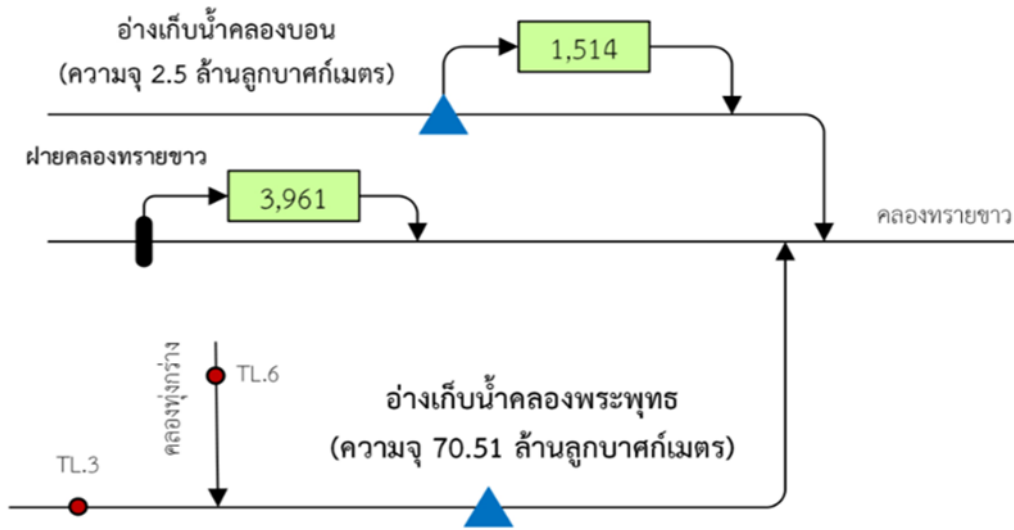 อ่างเก็บน้ำคลองบอน
(ความจุ 2.5 ล้านลูกบาศก์เมตร)
1,514
ฝายคลองทรายขาว
3,961
คลองทรายขาว
คลองทุ่งกร่าง
TL.6
อ่างเก็บน้ำคลองพระพุทธ
(ความจุ 70.51 ล้านลูกบาศก์เมตร)
TL.3